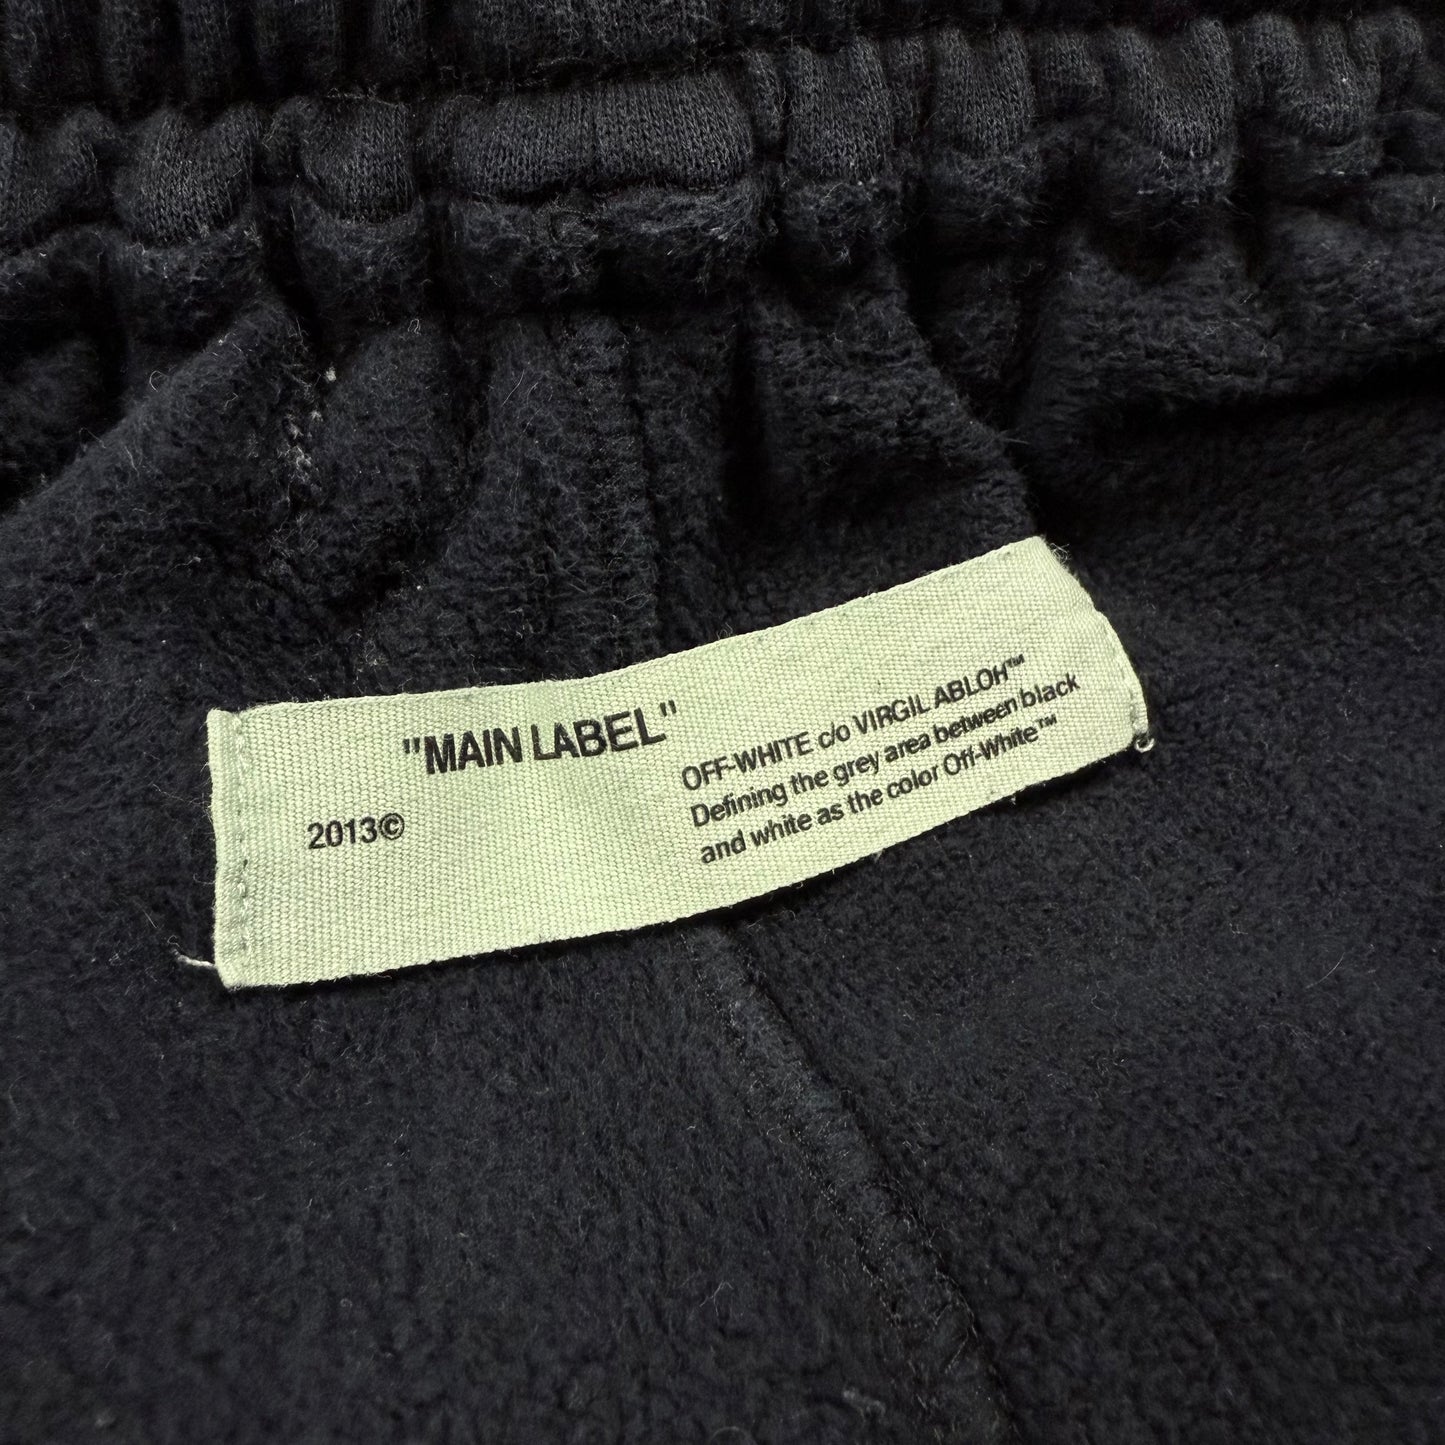 "MAIN LABEL"
2013©
OFF-WHITE c/o VIRGIL ABLOH™
Defining the grey area between black
and white as the color Off-White™